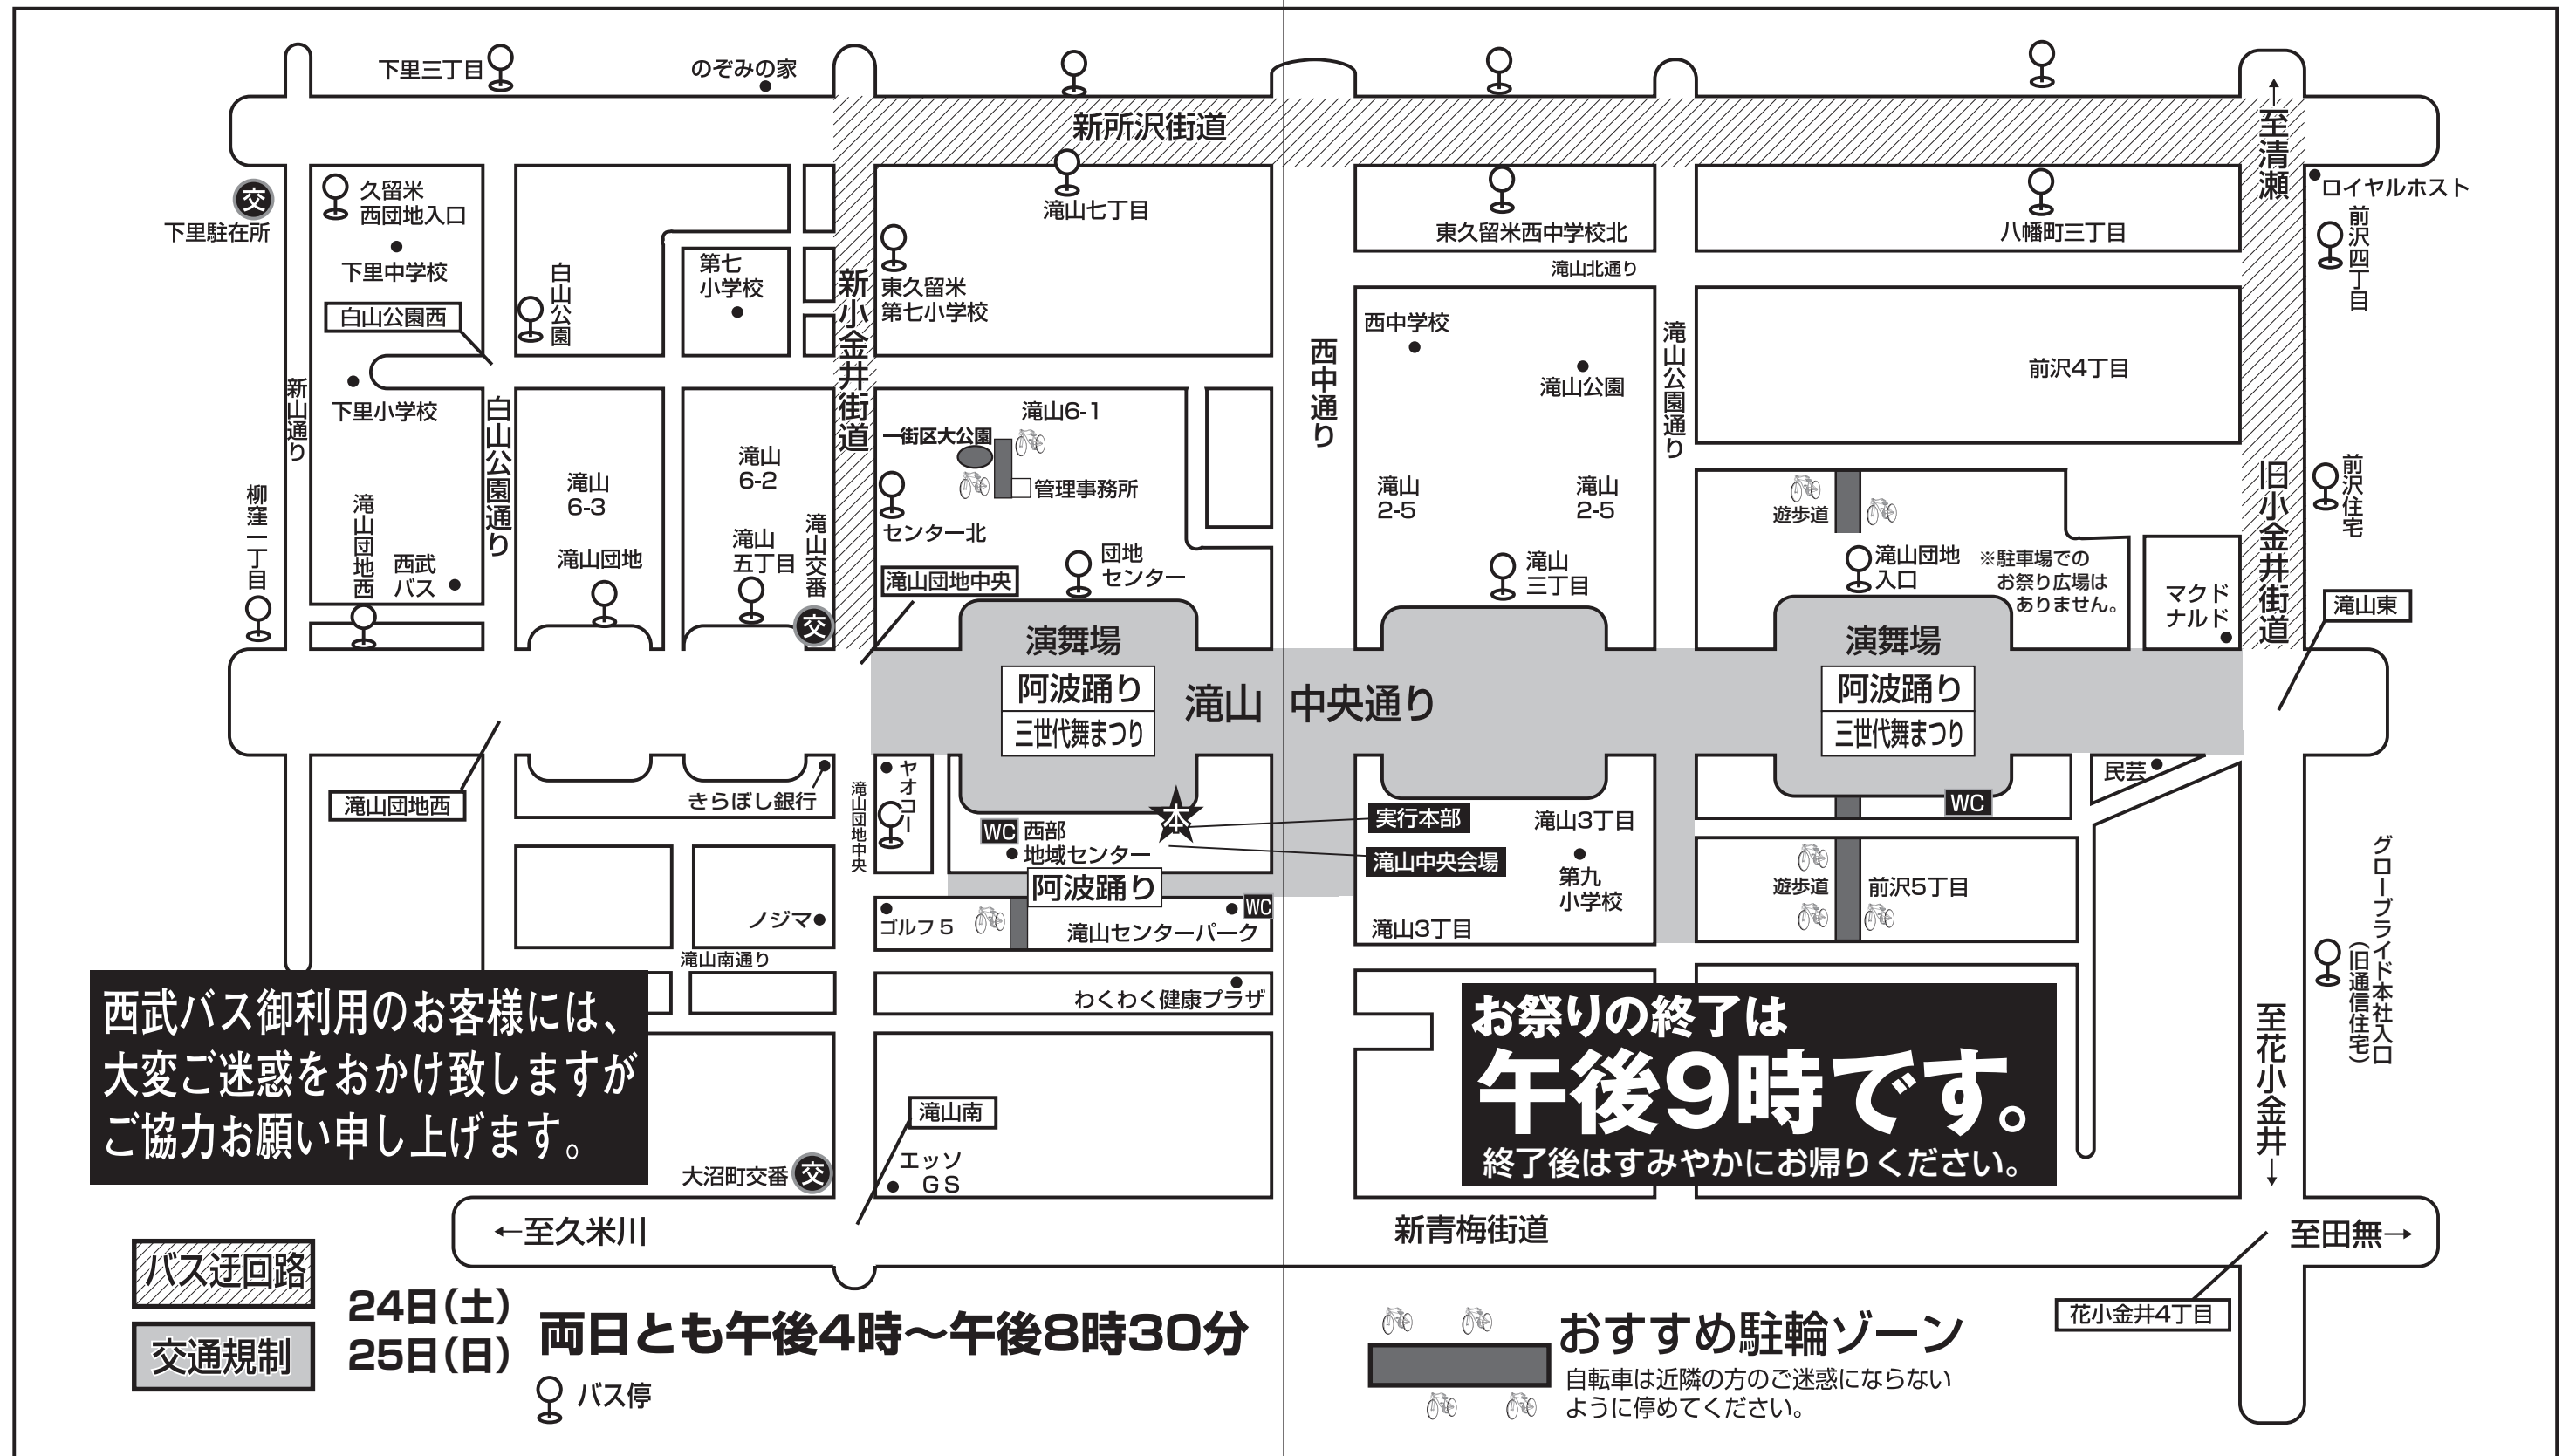 下里三丁目
のぞみの家
新所沢街道
←至清瀬
久留米
西団地入口
下里駐在所
交
下里中学校
白山公園西
白山公園
第七
小学校
新小金井街道
東久留米
第七小学校
滝山七丁目
東久留米西中学校北
八幡町三丁目
滝山北通り
ロイヤルホスト
前沢四丁目
新山通り
下里小学校
白山公園通り
滝山6-1
一街区大公園
管理事務所
センター北
西中通り
西中学校
滝山公園
滝山公園通り
前沢4丁目
滝山
6-3
滝山
6-2
滝山
2-5
滝山
2-5
遊歩道
旧小金井街道
前沢住宅
柳窪一丁目
滝山団地西
西武
バス
滝山団地
滝山
五丁目
滝山交番
交
滝山団地中央
団地
センター
滝山
三丁目
滝山団地
入口
※駐車場での
お祭り広場は
ありません。
マクド
ナルド
滝山東
演舞場
阿波踊り
三世代舞まつり
滝山 中央通り
演舞場
阿波踊り
三世代舞まつり
滝山団地西
きらぼし銀行
滝山団地中央
ヤオコー
WC
西部
地域センター
本
実行本部
滝山中央会場
滝山3丁目
第九
小学校
滝山3丁目
WC
民芸
遊歩道
前沢5丁目
ノジマ
滝山南通り
ゴルフ5
阿波踊り
WC
滝山センターパーク
わくわく健康プラザ
グローブライド本社入口
(旧通信住宅)
西武バス御利用のお客様には、
大変ご迷惑をおかけ致しますが
ご協力お願い申し上げます。
お祭りの終了は
午後9時です。
終了後はすみやかにお帰りください。
至花小金井→
滝山南
エッソ
GS
大沼町交番
交
←至久米川
新青梅街道
至田無→
花小金井4丁目
バス迂回路
交通規制
24日(土)
25日(日)
両日とも午後4時〜午後8時30分
バス停
おすすめ駐輪ゾーン
自転車は近隣の方のご迷惑にならない
ように停めてください。